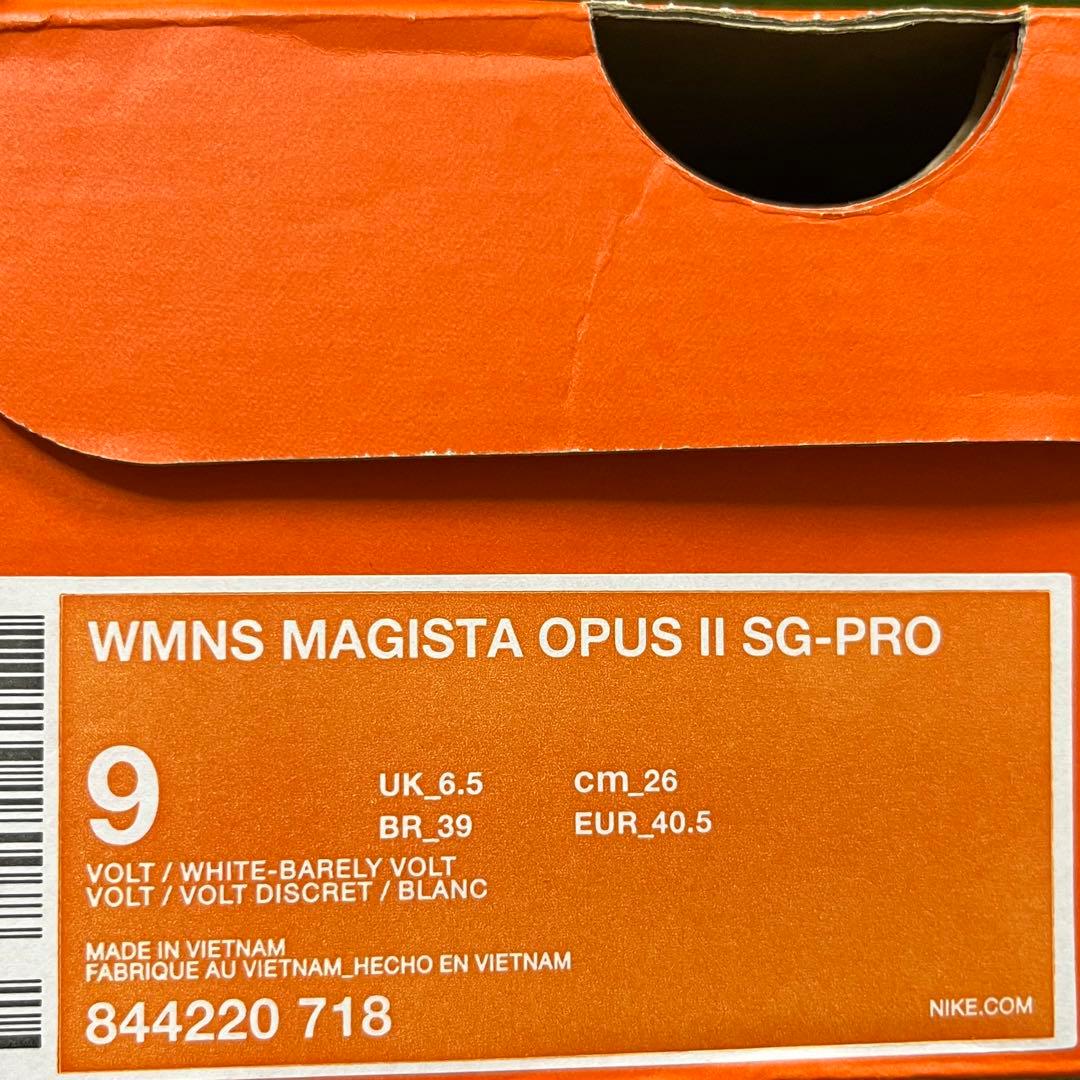 WMNS MAGISTA OPUS II SG-PRO
9
UK_6.5 cm_26
BR_39 EUR_40.5
VOLT / WHITE-BARELY VOLT
VOLT / VOLT DISCRET / BLANC
MADE IN VIETNAM
FABRIQUE AU VIETNAM_HECHO EN VIETNAM
844220 718
NIKE.COM